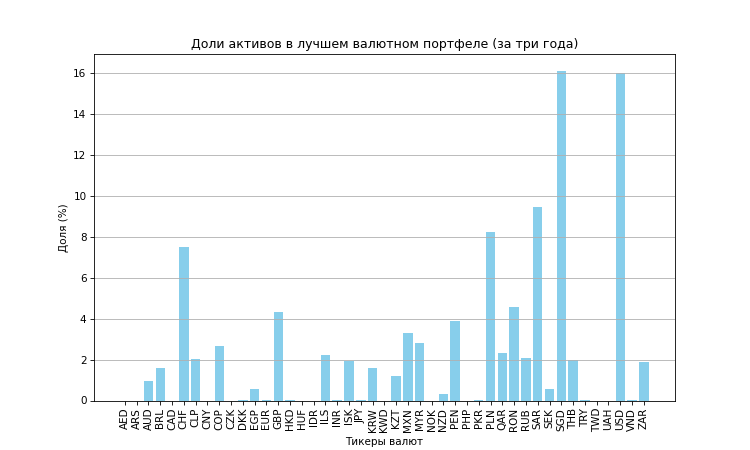 Доли активов в лучшем валютном портфеле (за три года)
Доля (%)
16
14
12
10
8
6
4
2
0
AED ARS AUD BRL CAD CHF CLP CNY COP CZK DKK EGP EUR GBP HKD HUF IDR ILS INR ISK JPY KRW KWD KZT MXN MYR NOK NZD PEN PHP PKR PLN QAR RON RUB SAR SEK SGD THB TRY TWD UAH USD VND ZAR
Тикеры валют